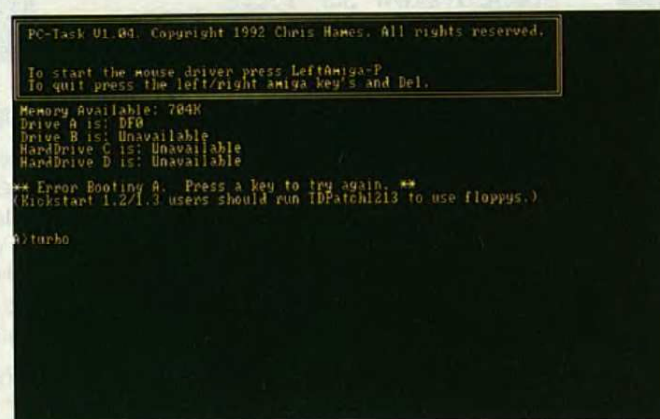 PC-Task V1.04. Copyright 1992 Chris Hames. All rights reserved.
To start the mouse driver press LeftAmiga-P
To quit press the left/right amiga key's and Del.
Memory Available: 704K
Drive A is: DF0
Drive B is: Unavailable
HardDrive C is: Unavailable
HardDrive D is: Unavailable
** Error Booting A. Press a key to try again. **
(Kickstart 1.2/1.3 users should run TDPatch1213 to use floppys.)
A>turbo